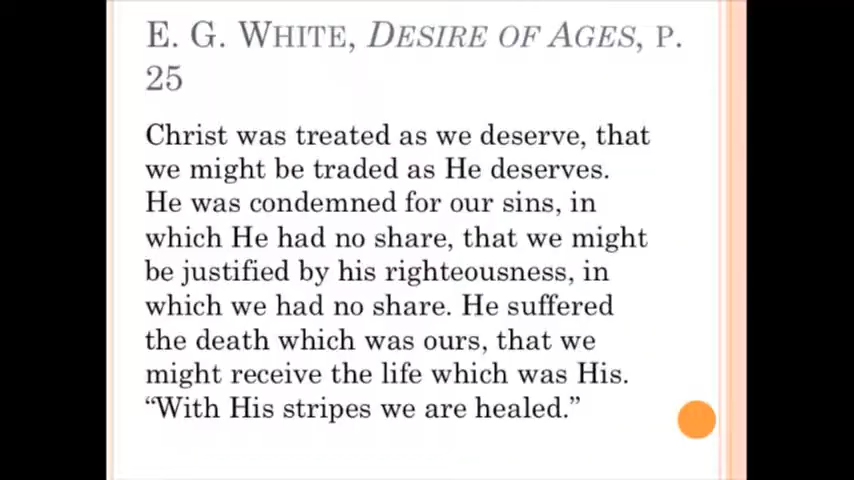 E. G. WHITE, DESIRE OF AGES, P.
25
Christ was treated as we deserve, that
we might be traded as He deserves.
He was condemned for our sins, in
which He had no share, that we might
be justified by his righteousness, in
which we had no share. He suffered
the death which was ours, that we
might receive the life which was His.
“With His stripes we are healed.”